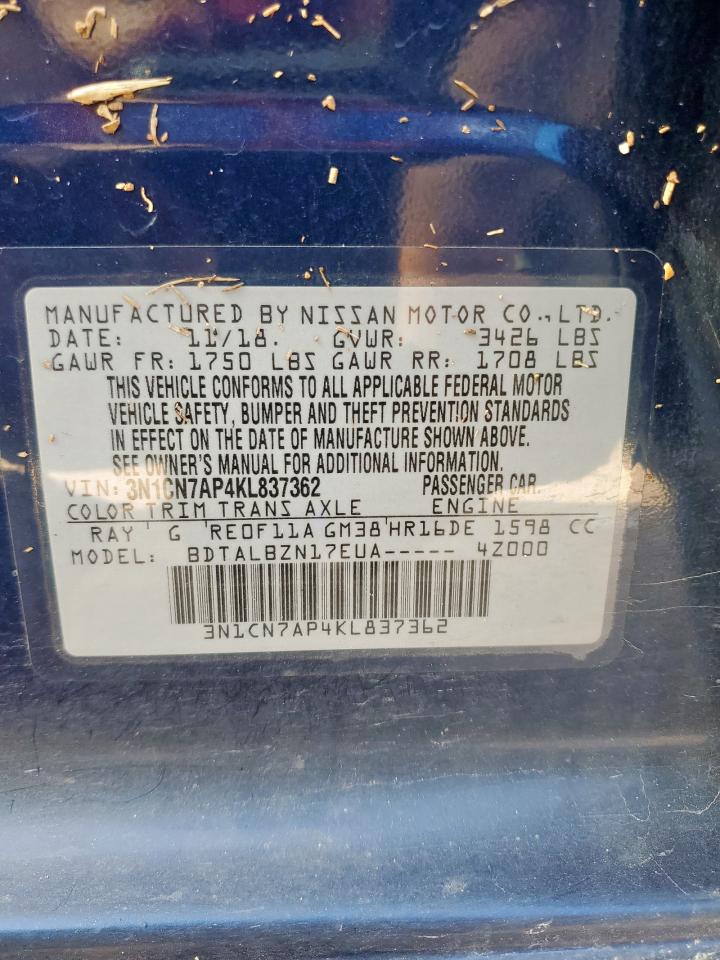 MANUFACTURED BY NISSAN MOTOR CO., LTD.
DATE: 11/18. GVWR: 3426 LBS
GAWR FR: 1750 LBS GAWR RR: 1708 LBS
THIS VEHICLE CONFORMS TO ALL APPLICABLE FEDERAL MOTOR
VEHICLE SAFETY, BUMPER AND THEFT PREVENTION STANDARDS
IN EFFECT ON THE DATE OF MANUFACTURE SHOWN ABOVE.
SEE OWNER'S MANUAL FOR ADDITIONAL INFORMATION.
VIN: 3N1CN7AP4KL837362 PASSENGER CAR.
COLOR TRIM TRANS AXLE ENGINE
RAY G RE0F11A GM38 HR16DE 1598 CC
MODEL: BDTALBZN17EUA----- 4Z000
3N1CN7AP4KL837362